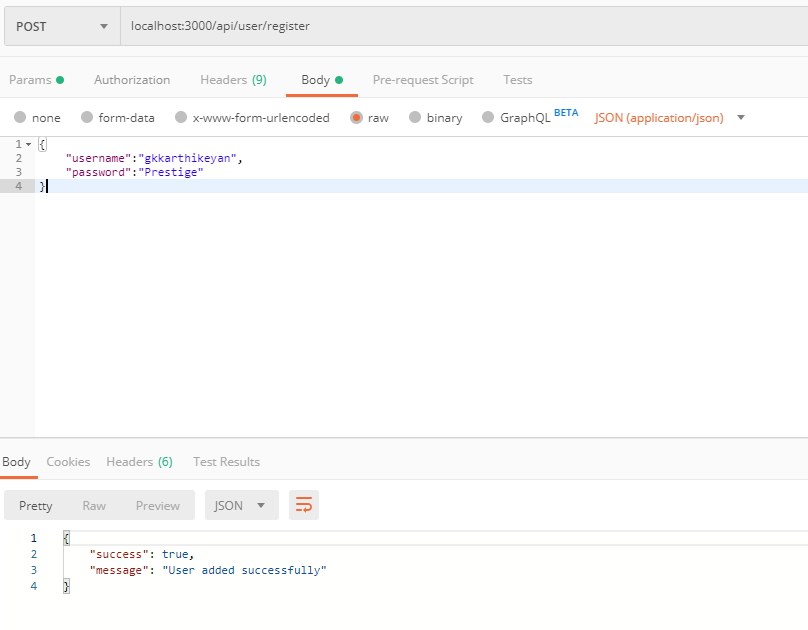 POST localhost:3000/api/user/register
Params Authorization Headers (9) Body Pre-request Script Tests
none form-data x-www-form-urlencoded raw binary GraphQL BETA JSON (application/json)
1 {
2 "username":"gkkarthikeyan",
3 "password":"Prestige"
4 }
Body Cookies Headers (6) Test Results
Pretty Raw Preview JSON
1 {
2 "success": true,
3 "message": "User added successfully"
4 }